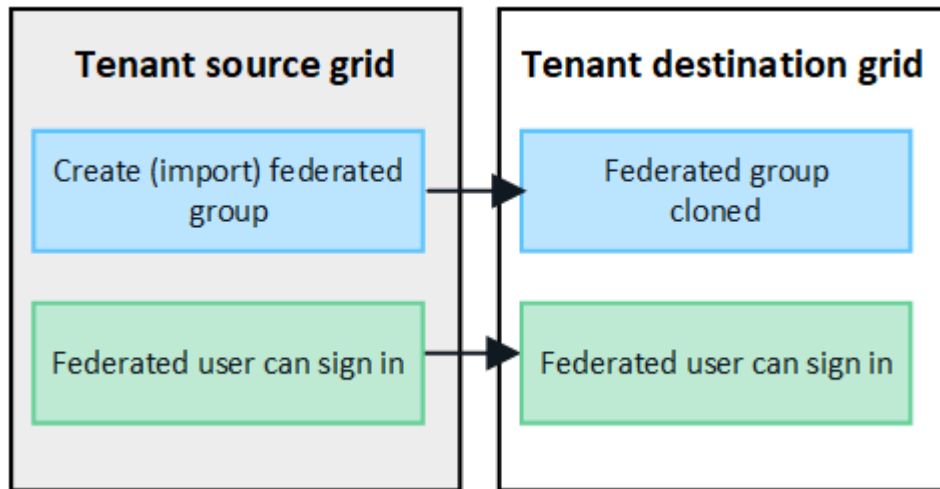 Tenant source grid
Create (import) federated
group
Federated user can sign in
Tenant destination grid
Federated group
cloned
Federated user can sign in